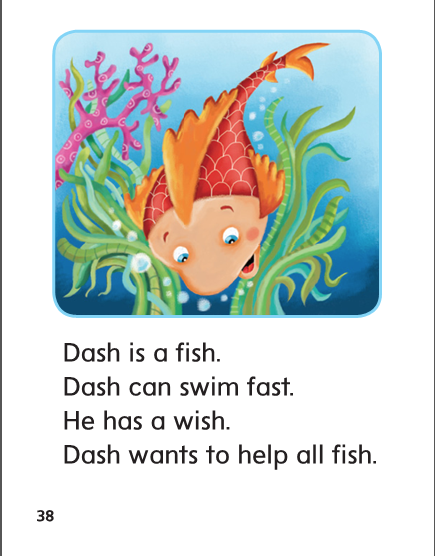 Dash is a fish.
Dash can swim fast.
He has a wish.
Dash wants to help all fish.
38